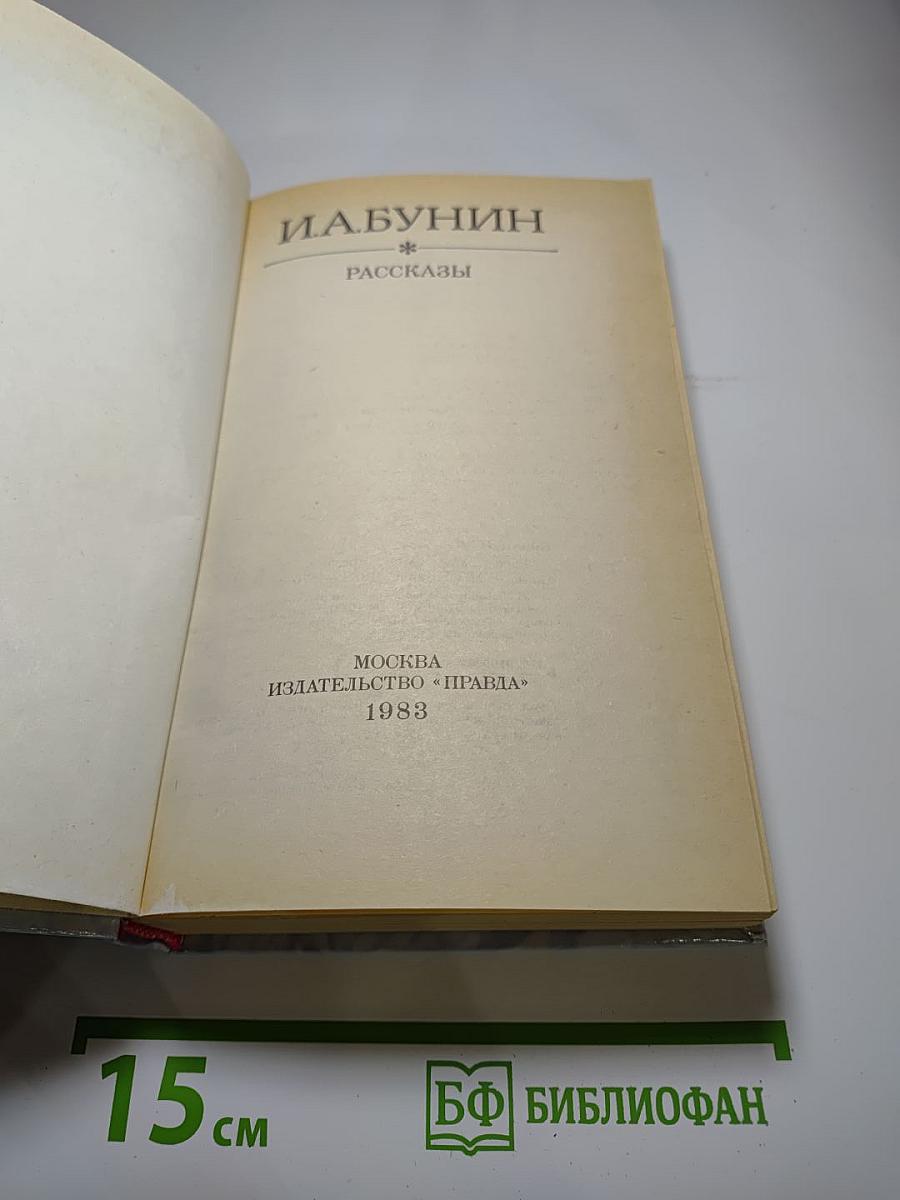 И.А.БУНИН
*
РАССКАЗЫ
МОСКВА
ИЗДАТЕЛЬСТВО «ПРАВДА»
1983
15 см
БФ БИБЛИОФАН